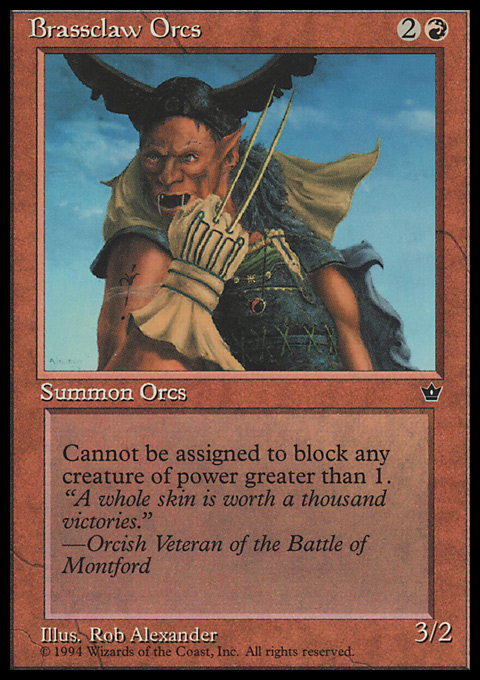 Brassclaw Orcs 2
Summon Orcs
Cannot be assigned to block any
creature of power greater than 1.
“A whole skin is worth a thousand
victories.”
—Orcish Veteran of the Battle of
Montford
Illus. Rob Alexander 3/2
© 1994 Wizards of the Coast, Inc. All rights reserved.